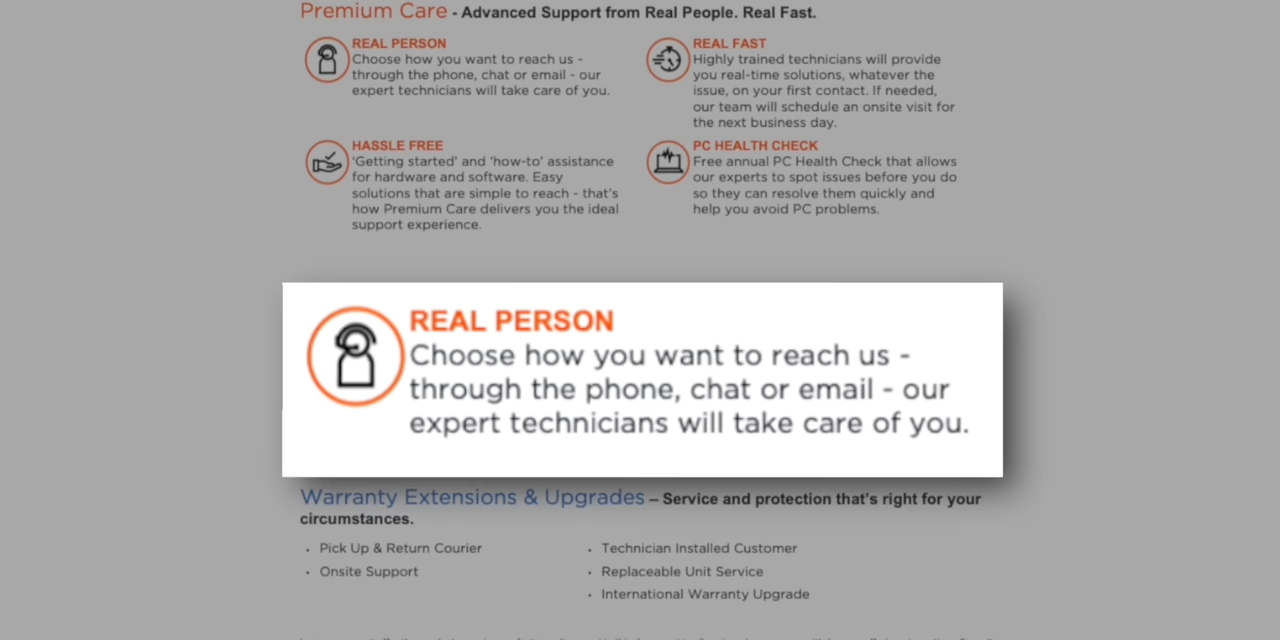 Premium Care - Advanced Support from Real People. Real Fast.
REAL PERSON
Choose how you want to reach us -
through the phone, chat or email - our
expert technicians will take care of you.
REAL FAST
Highly trained technicians will provide
you real-time solutions, whatever the
issue, on your first contact. If needed,
our team will schedule an onsite visit for
the next business day.
HASSLE FREE
'Getting started' and 'how-to' assistance
for hardware and software. Easy
solutions that are simple to reach - that's
how Premium Care delivers you the ideal
support experience.
PC HEALTH CHECK
Free annual PC Health Check that allows
our experts to spot issues before you do
so they can resolve them quickly and
help you avoid PC problems.
REAL PERSON
Choose how you want to reach us -
through the phone, chat or email - our
expert technicians will take care of you.
Warranty Extensions & Upgrades – Service and protection that's right for your
circumstances.
· Pick Up & Return Courier
· Onsite Support
· Technician Installed Customer
· Replaceable Unit Service
· International Warranty Upgrade